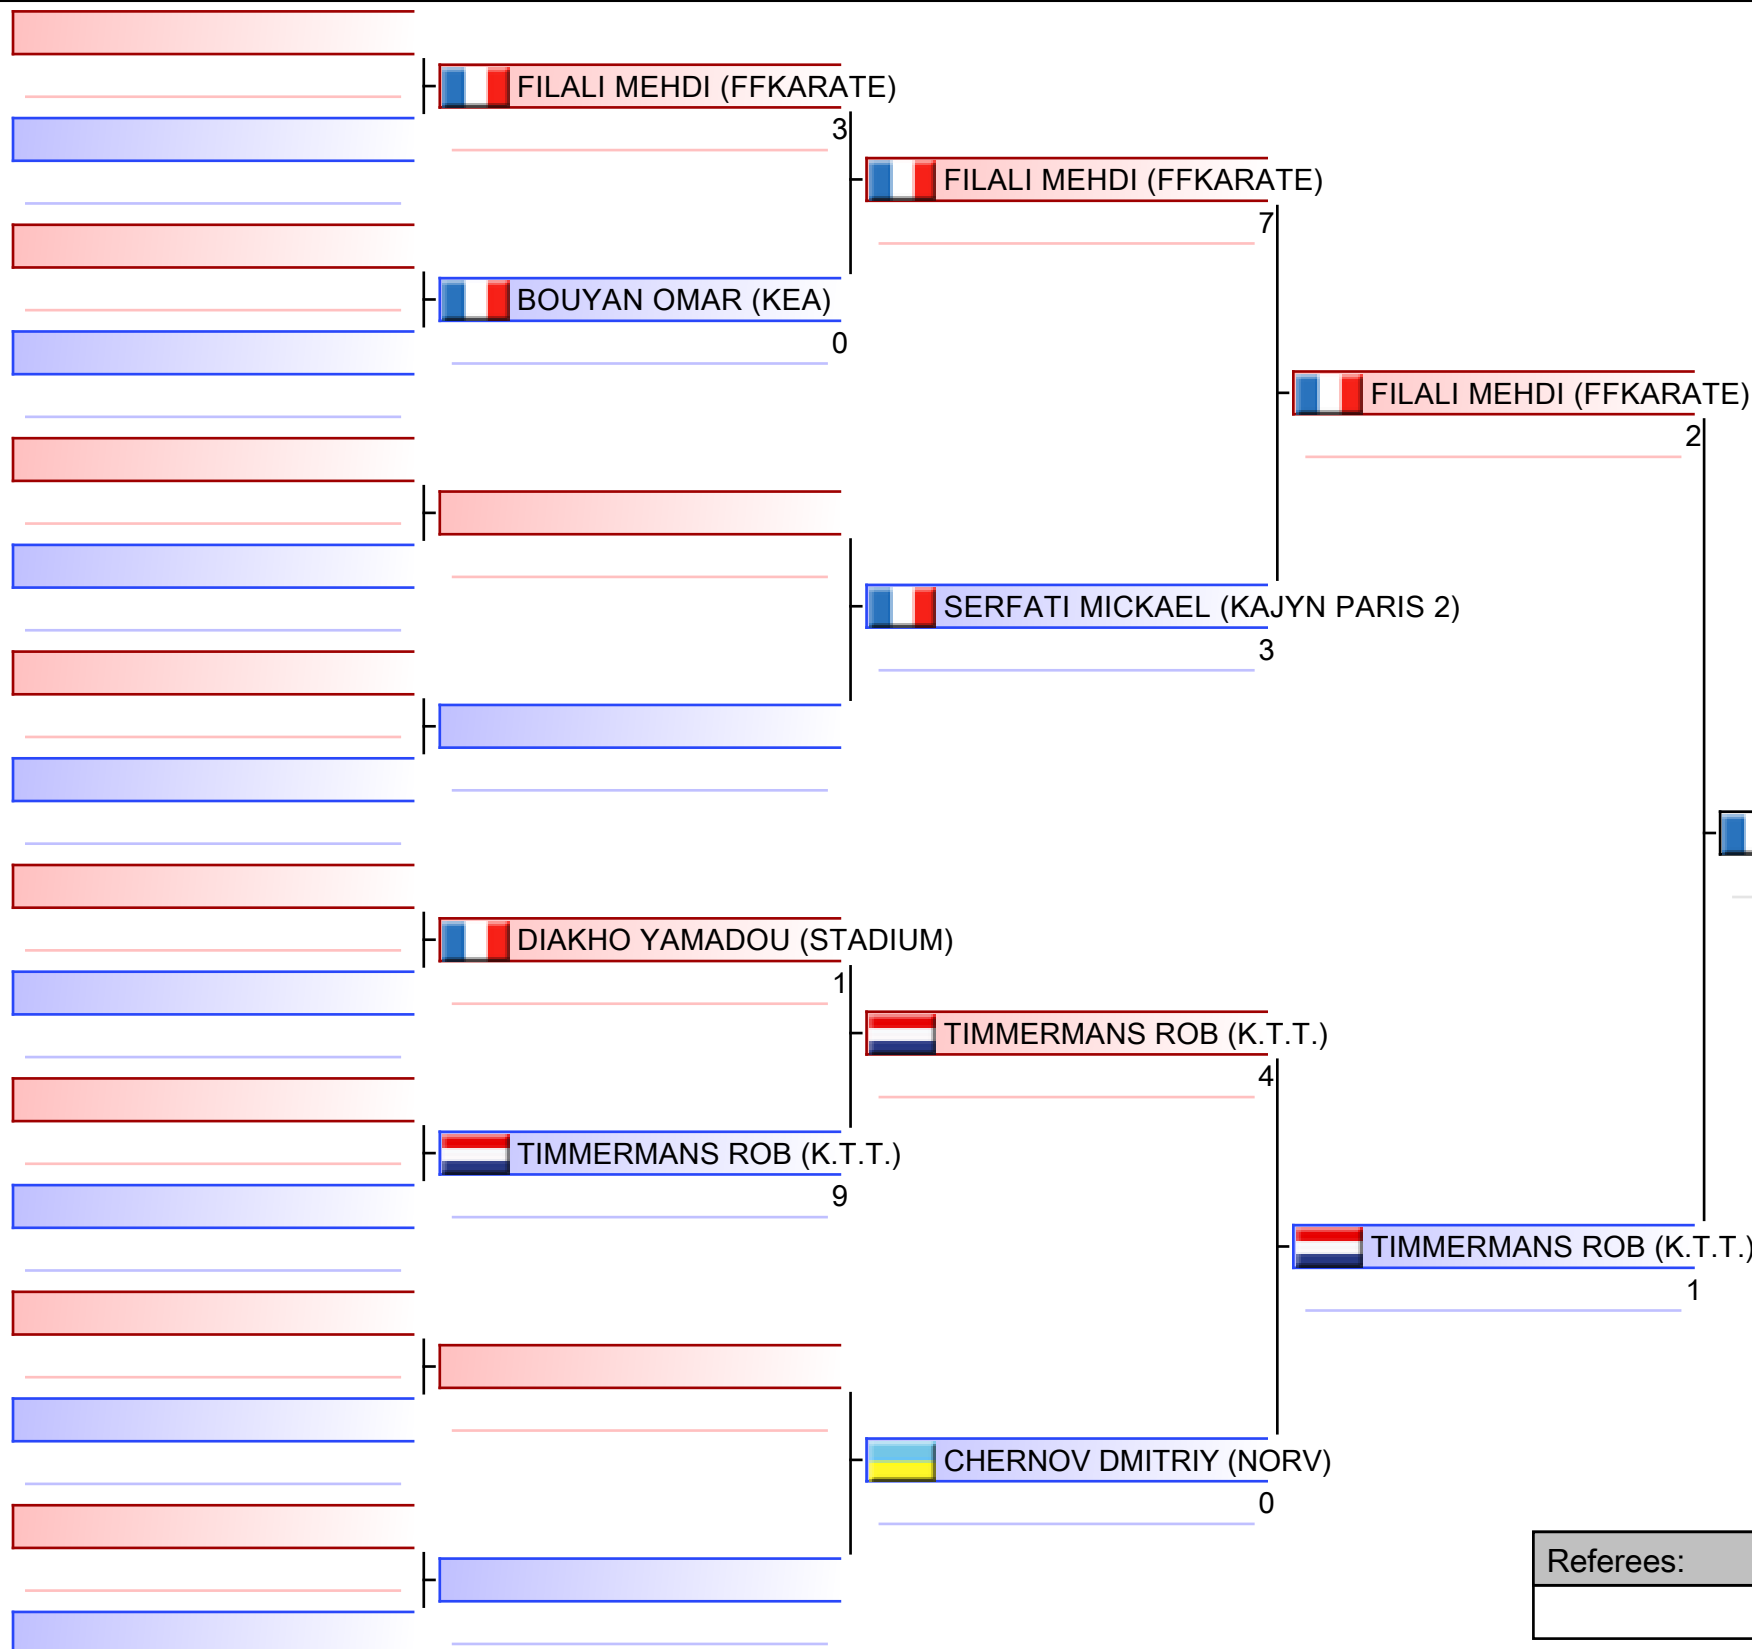 FILALI MEHDI (FFKARATE)
3
FILALI MEHDI (FFKARATE)
7
BOUYAN OMAR (KEA)
0
FILALI MEHDI (FFKARATE)
2
SERFATI MICKAEL (KAJYN PARIS 2)
3
DIAKHO YAMADOU (STADIUM)
1
TIMMERMANS ROB (K.T.T.)
4
TIMMERMANS ROB (K.T.T.)
9
TIMMERMANS ROB (K.T.T.)
1
CHERNOV DMITRIY (NORV)
0
Referees: